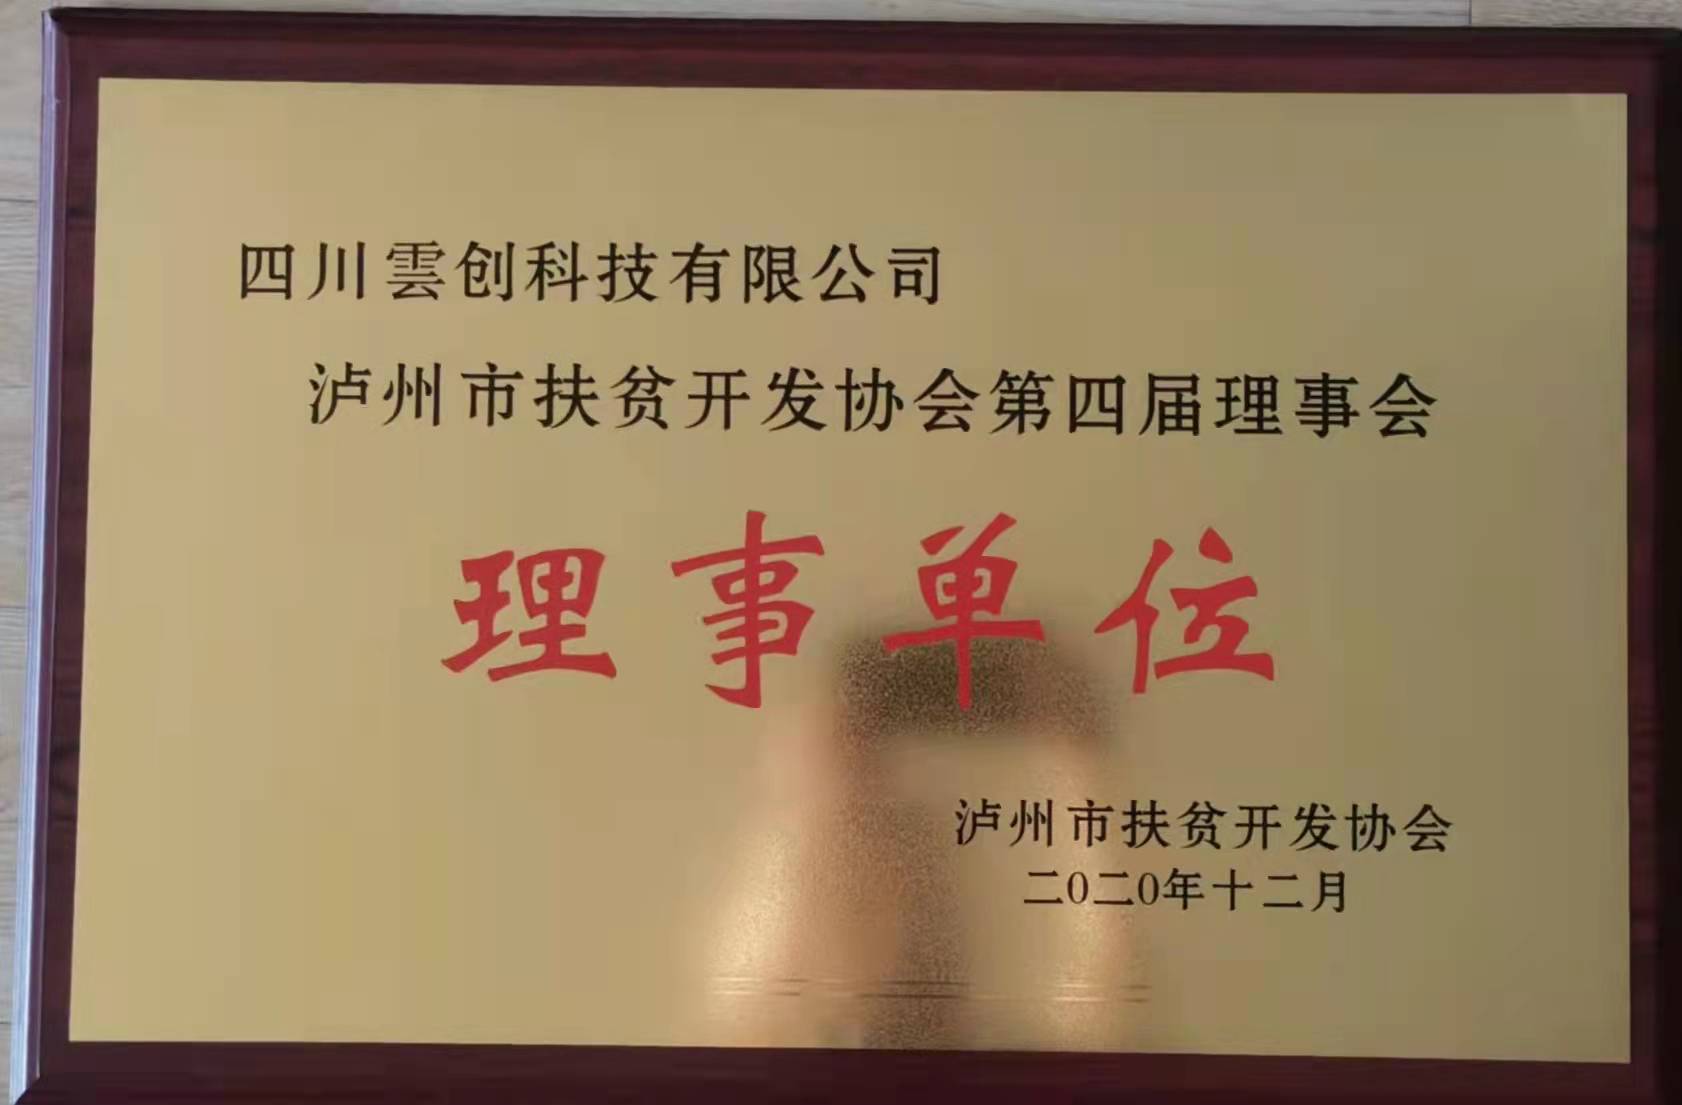 四川雲创科技有限公司
泸州市扶贫开发协会第四届理事会
理事单位
泸州市扶贫开发协会
二0二0年十二月